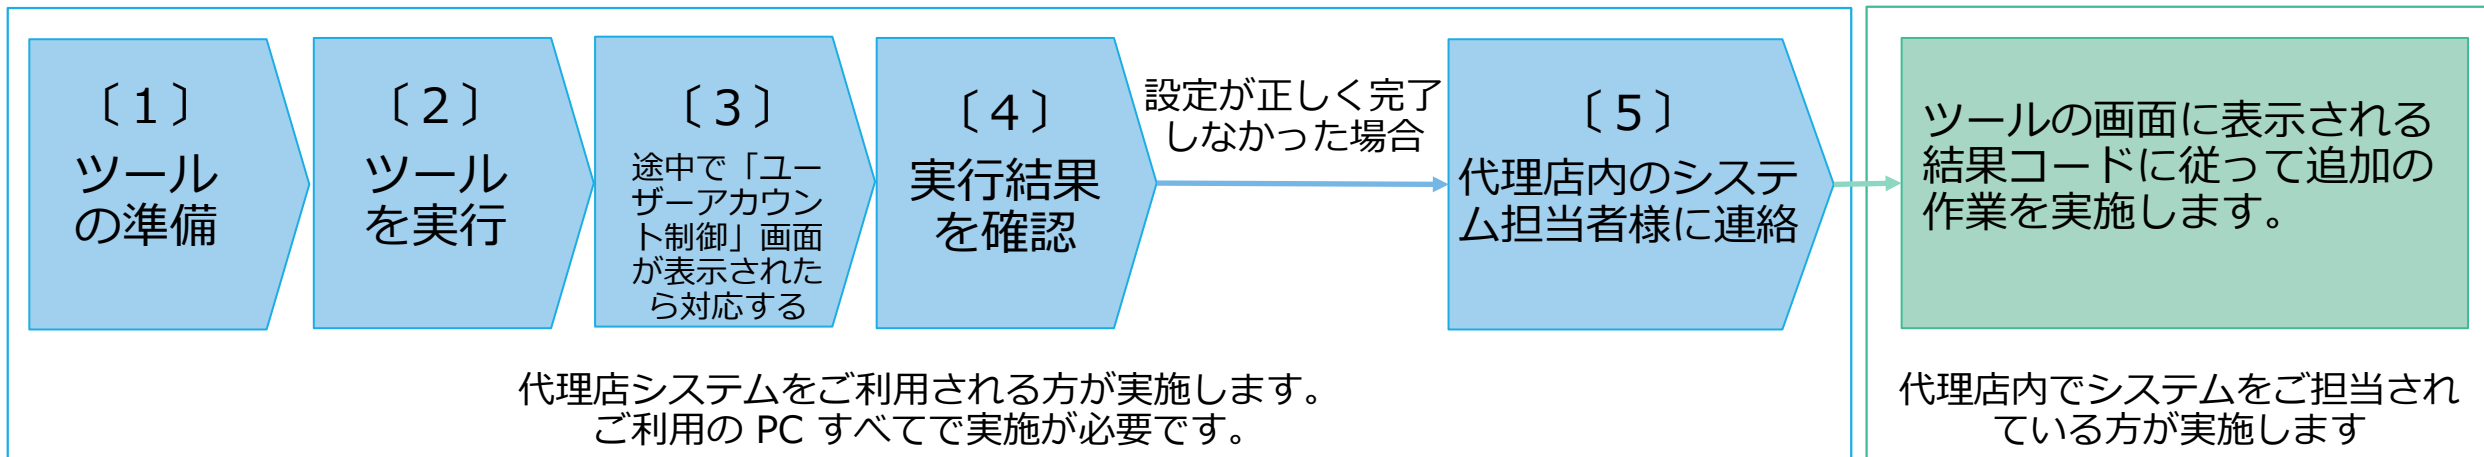 〔１〕
ツール
の準備
〔２〕
ツール
を実行
〔３〕
途中で「ユー
ザーアカウン
ト制御」画面
が表示された
ら対応する
〔４〕
実行結果
を確認
設定が正しく完了
しなかった場合
〔５〕
代理店内のシステ
ム担当者様に連絡
ツールの画面に表示される
結果コードに従って追加の
作業を実施します。
代理店システムをご利用される方が実施します。
ご利用の PC すべてで実施が必要です。
代理店内でシステムをご担当され
ている方が実施します